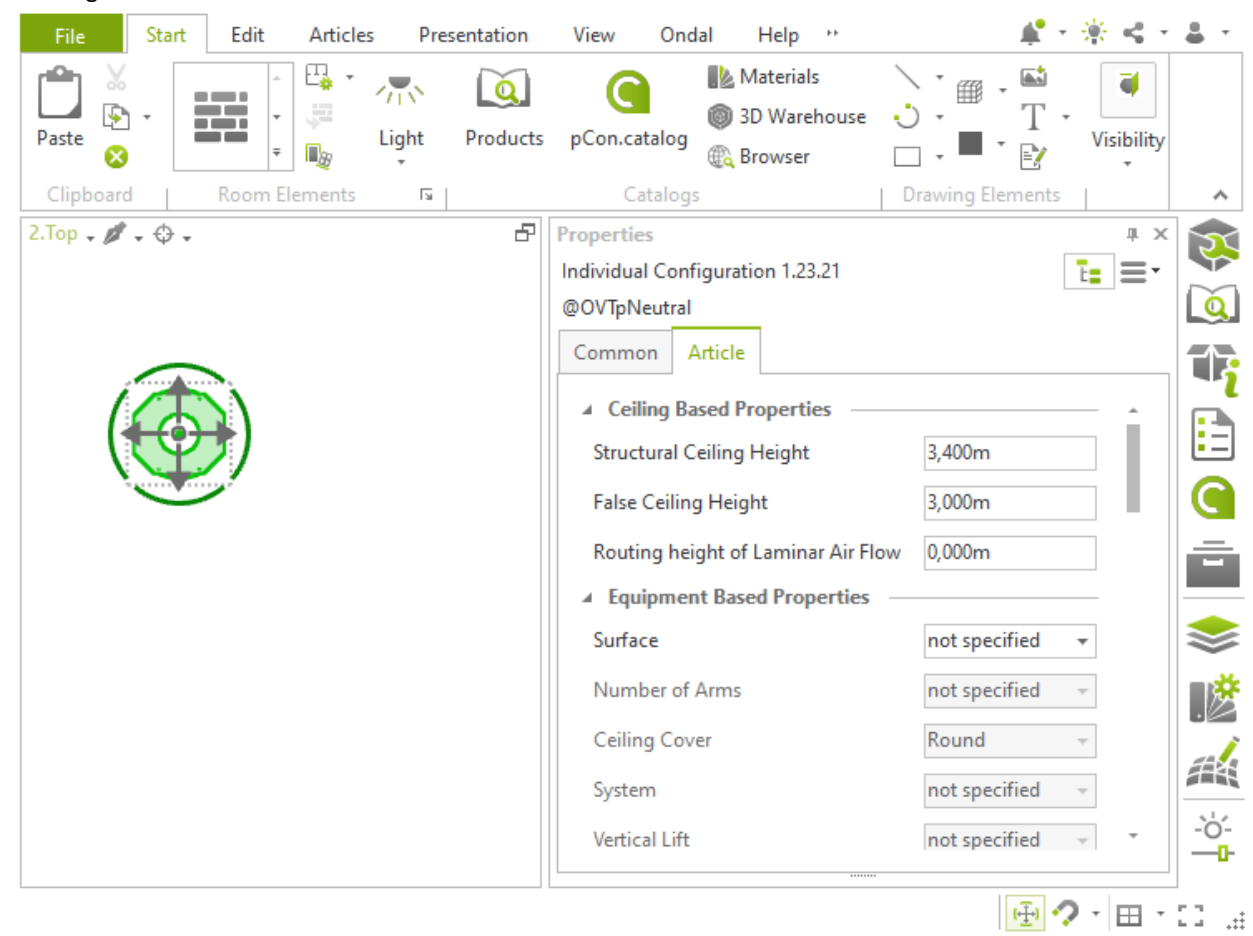 File Start Edit Articles Presentation View Ondal Help
Materials
3D Warehouse
Browser
Paste Light Products pCon.catalog T Visibility
Clipboard Room Elements Catalogs Drawing Elements
2.Top
Properties
Individual Configuration 1.23.21
@OVTpNeutral
Common Article
Ceiling Based Properties
Structural Ceiling Height 3,400m
False Ceiling Height 3,000m
Routing height of Laminar Air Flow 0,000m
Equipment Based Properties
Surface not specified
Number of Arms not specified
Ceiling Cover Round
System not specified
Vertical Lift not specified